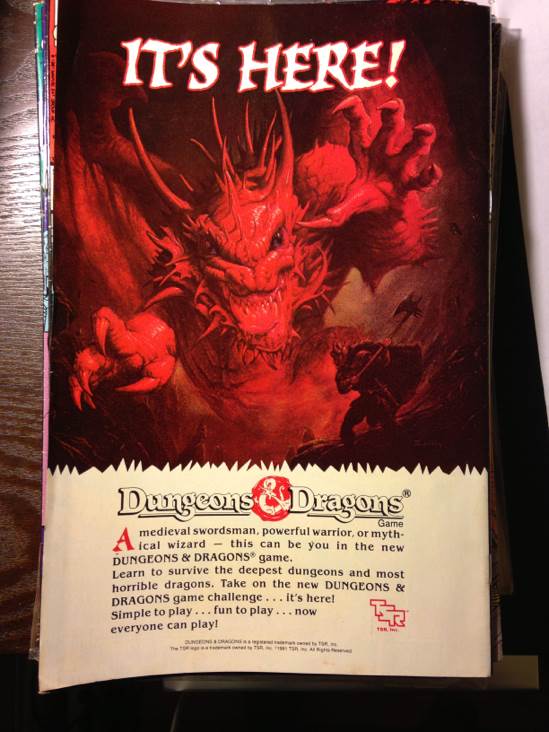 IT'S HERE!
Dungeons & Dragons®
Game
A medieval swordsman, powerful warrior, or myth-
ical wizard — this can be you in the new
DUNGEONS & DRAGONS® game.
Learn to survive the deepest dungeons and most
horrible dragons. Take on the new DUNGEONS &
DRAGONS game challenge . . . it's here!
Simple to play . . . fun to play . . . now
everyone can play!
TSR
TSR, Inc.
DUNGEONS & DRAGONS is a registered trademark owned by TSR, Inc.
The TSR logo is a trademark owned by TSR, Inc. ©1991 TSR, Inc. All Rights Reserved.